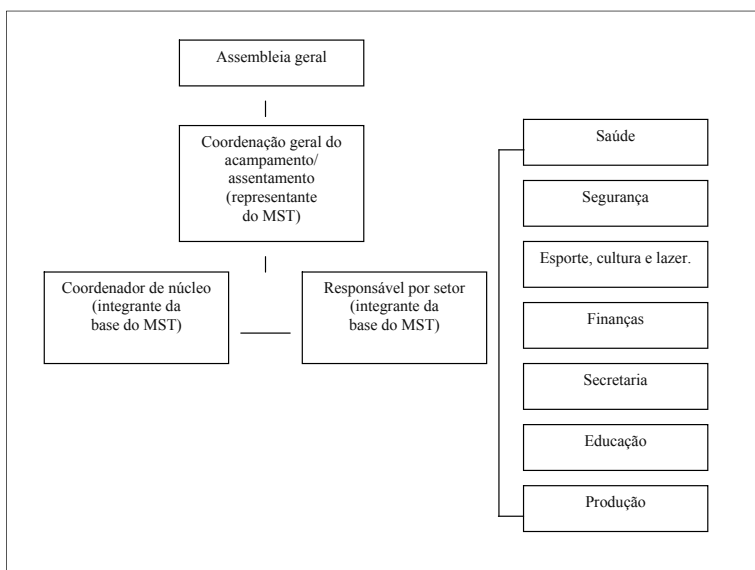 Assembleia geral
Coordenação geral do
acampamento/
assentamento
(representante
do MST)
Coordenador de núcleo
(integrante da
base do MST)
Responsável por setor
(integrante da
base do MST)
Saúde
Segurança
Esporte, cultura e lazer.
Finanças
Secretaria
Educação
Produção